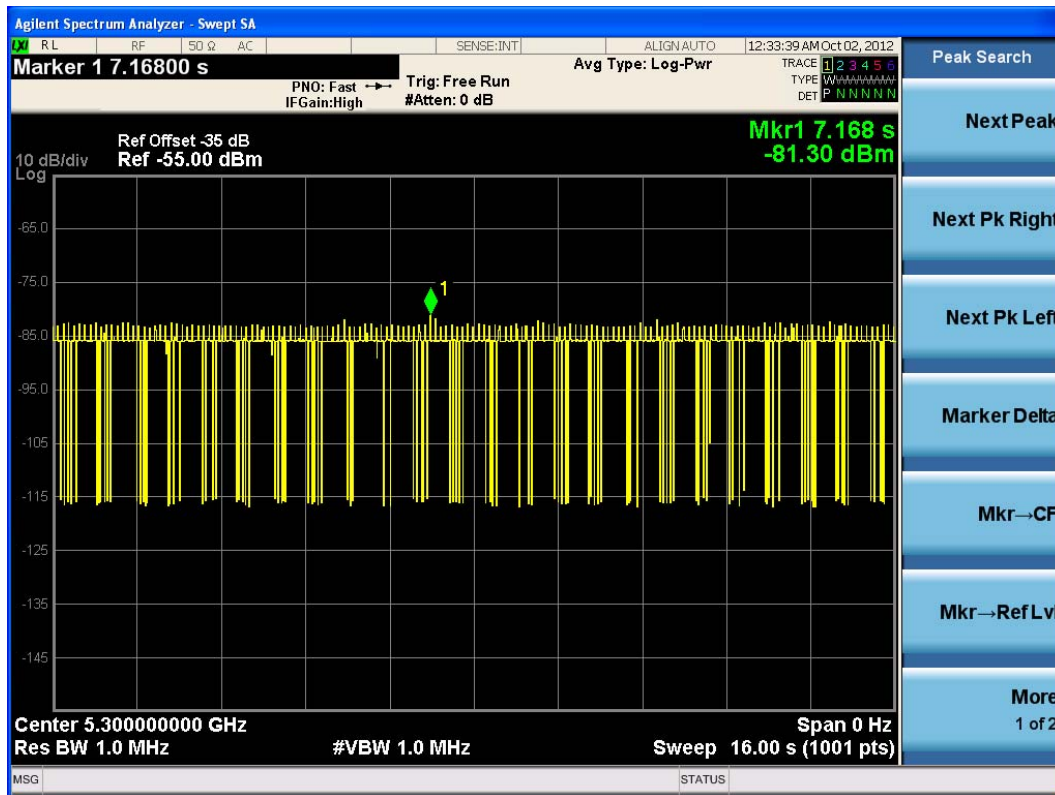 Agilent Spectrum Analyzer - Swept SA
LXI RL RF 50 Ω AC SENSE:INT ALIGN AUTO 12:33:39 AM Oct 02, 2012
Marker 1 7.16800 s
PNO: Fast
IFGain:High
Trig: Free Run
#Atten: 0 dB
Avg Type: Log-Pwr
TRACE 1 2 3 4 5 6
TYPE WWWWWW
DET P N N N N N
Ref Offset -35 dB
10 dB/div Ref -55.00 dBm
Log
Mkr1 7.168 s
-81.30 dBm
1
-65.0
-75.0
-85.0
-95.0
-105
-115
-125
-135
-145
Center 5.300000000 GHz Span 0 Hz
Res BW 1.0 MHz #VBW 1.0 MHz Sweep 16.00 s (1001 pts)
MSG STATUS
Peak Search
Next Peak
Next Pk Right
Next Pk Left
Marker Delta
Mkr→CF
Mkr→Ref Lvl
More
1 of 2